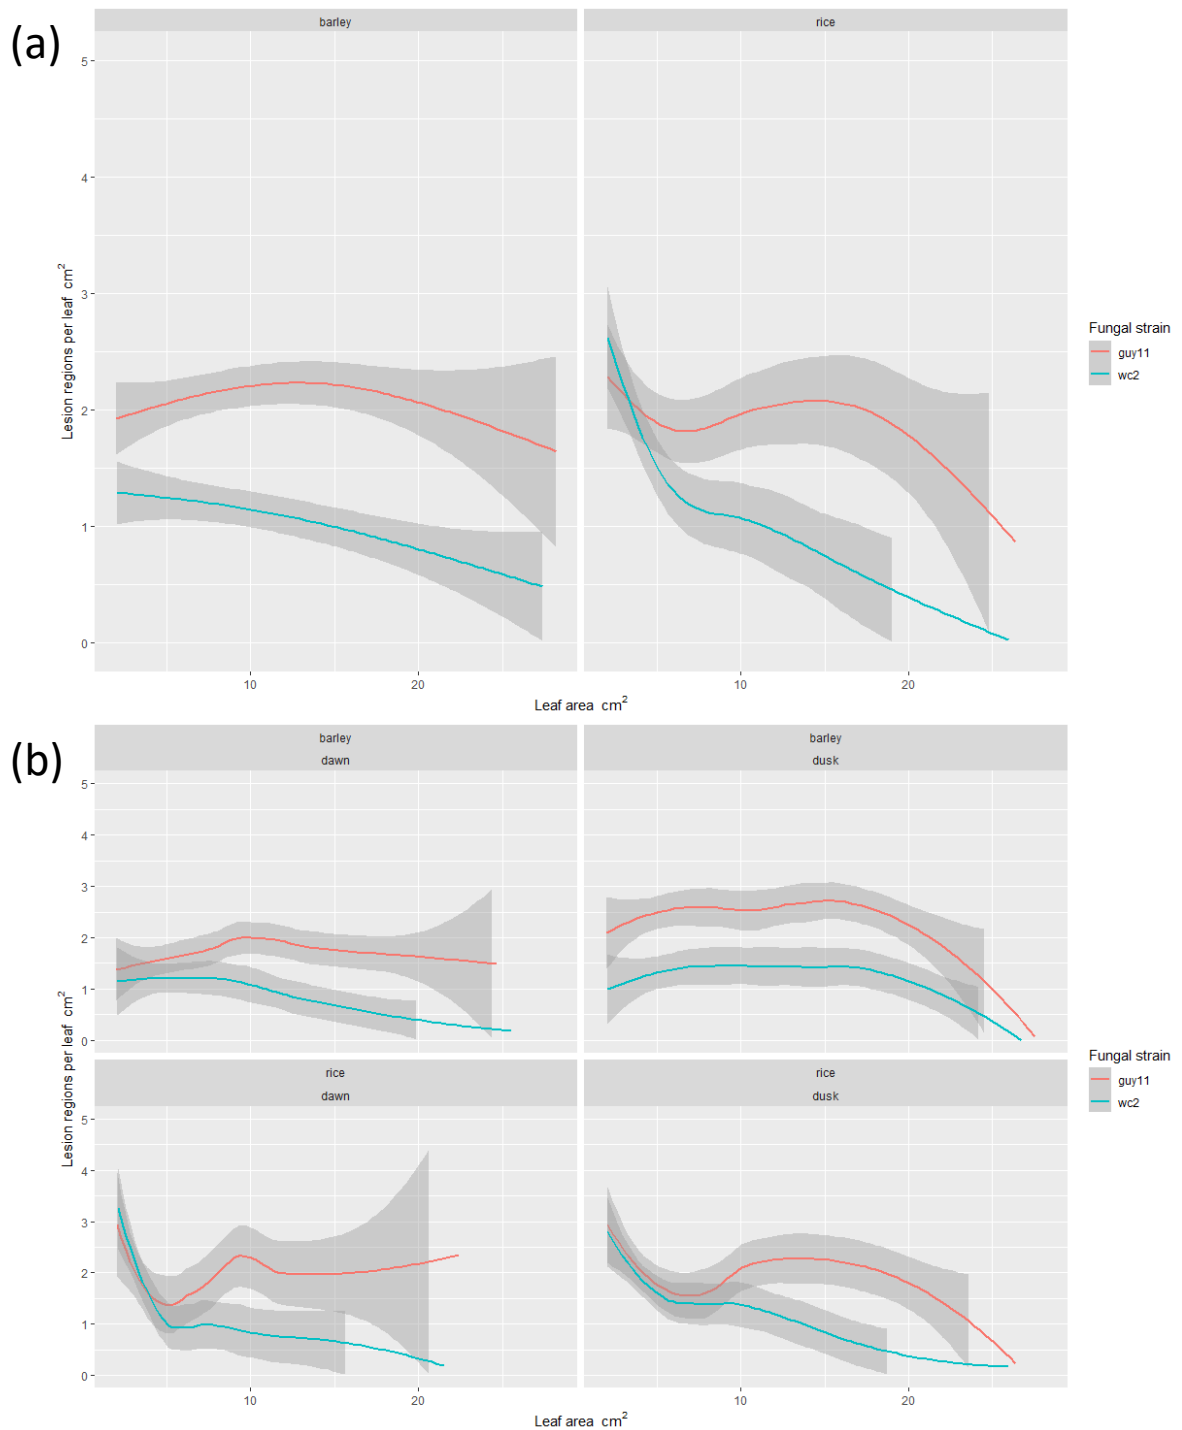 (a)
barley
rice
5
4
3
2
1
0
Lesion regions per leaf cm²
10
20
10
20
Leaf area cm²
Fungal strain
guy11
wc2
(b)
barley
dawn
barley
dusk
5
4
3
2
1
0
rice
dawn
rice
dusk
5
4
3
2
1
0
Lesion regions per leaf cm²
10
20
10
20
Leaf area cm²
Fungal strain
guy11
wc2